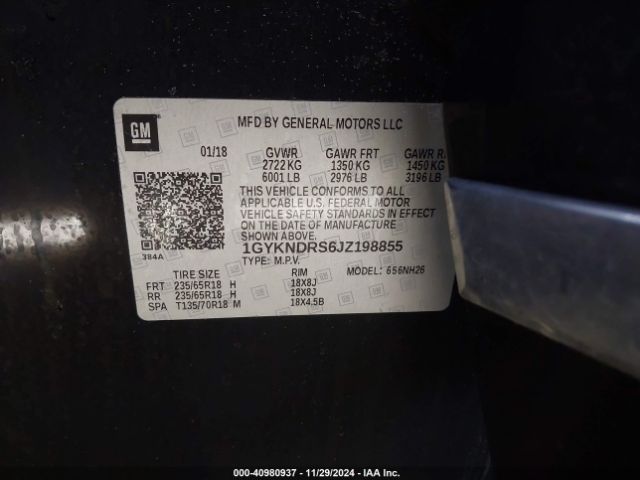 GM
MFD BY GENERAL MOTORS LLC
01/18 GVWR GAWR FRT GAWR
2722 KG 1350 KG 1450 KG
6001 LB 2976 LB 3196 LB
THIS VEHICLE CONFORMS TO ALL
APPLICABLE U.S. FEDERAL MOTOR
VEHICLE SAFETY STANDARDS IN EFFECT
ON THE DATE OF MANUFACTURE
SHOWN ABOVE.
384A
1GYKNDRS6JZ198855
TYPE: M.P.V. MODEL: 6S6NH26
TIRE SIZE RIM
FRT 235/65R18 H 18X8J
RR 235/65R18 H 18X8J
SPA T135/70R18 M 18X4.5B
000-40980937 - 11/29/2024 - IAA Inc.